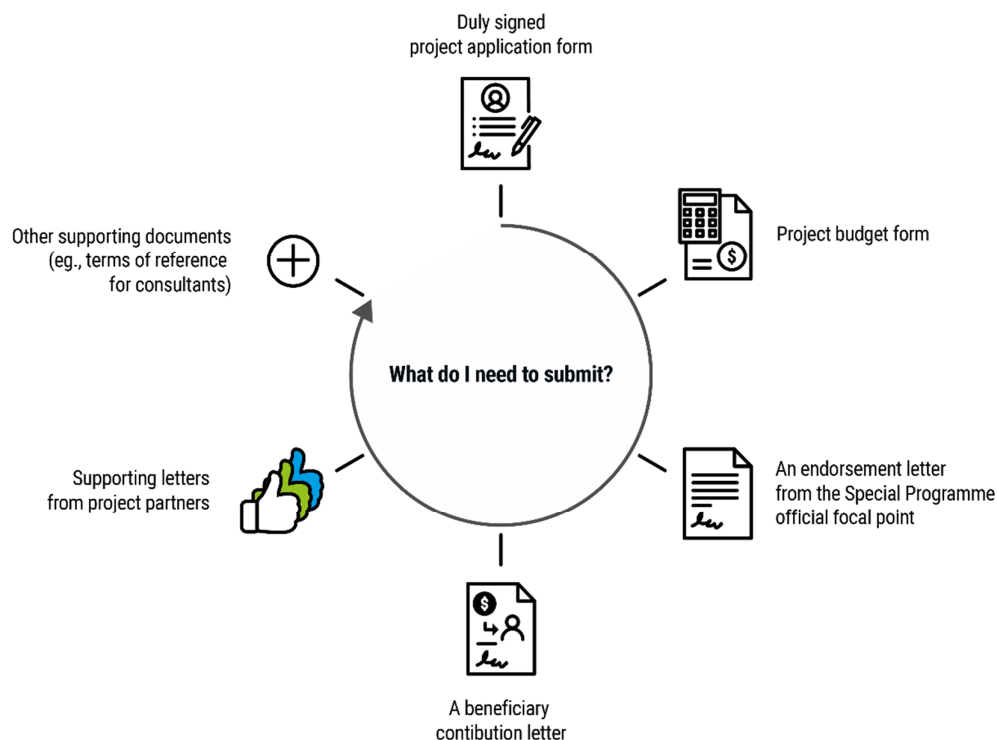 Duly signed
project application form
Project budget form
An endorsement letter
from the Special Programme
official focal point
A beneficiary
contibution letter
Supporting letters
from project partners
Other supporting documents
(eg., terms of reference
for consultants)
What do I need to submit?